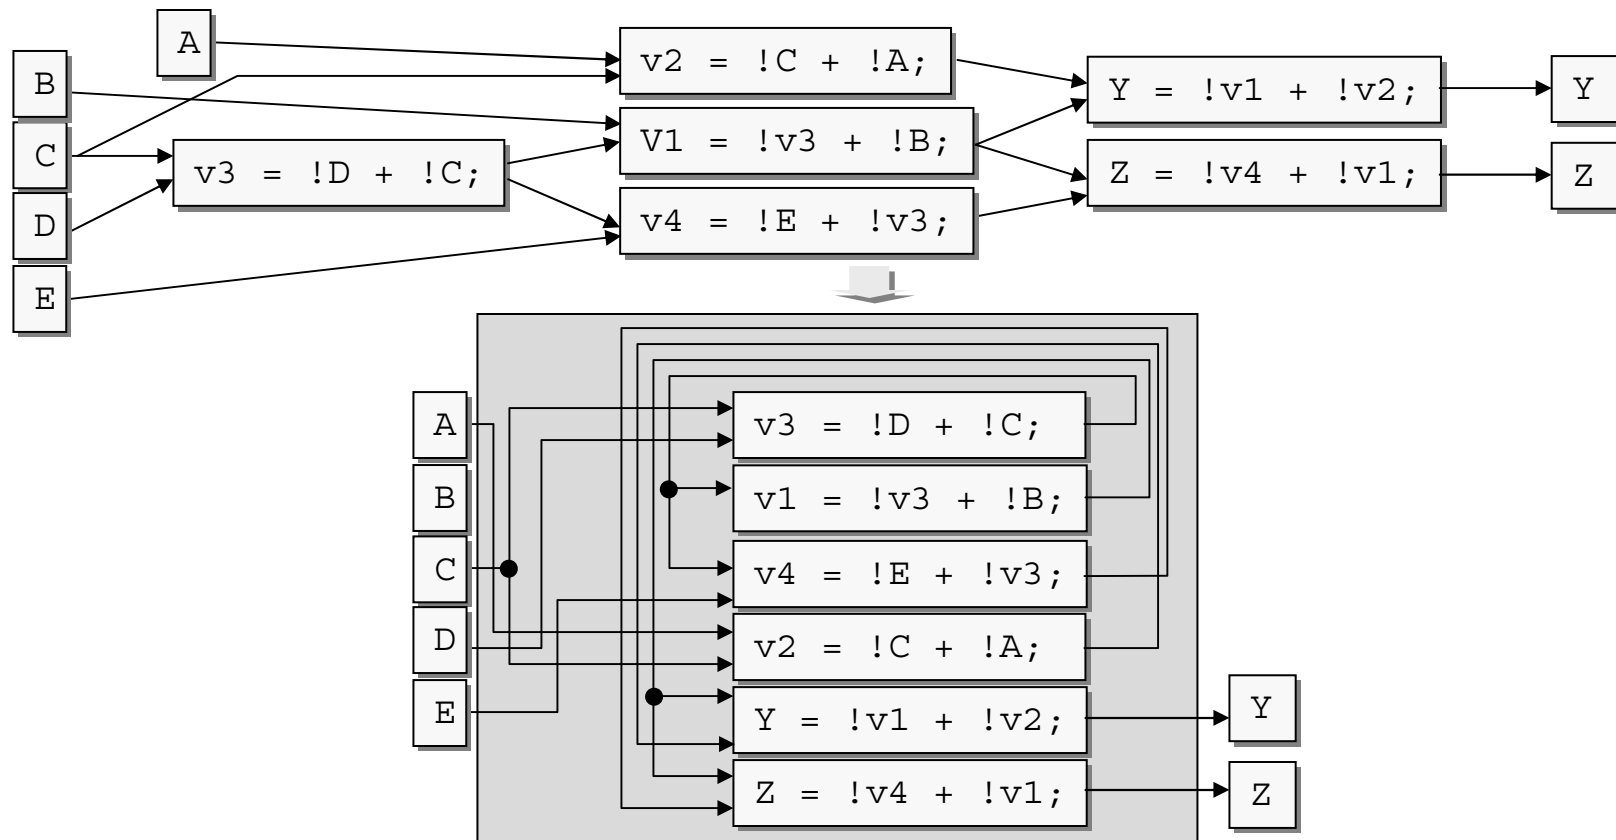 A
B
C
D
E
v2 = !C + !A;
V1 = !v3 + !B;
v3 = !D + !C;
v4 = !E + !v3;
Y = !v1 + !v2;
Z = !v4 + !v1;
Y
Z
A
B
C
D
E
v3 = !D + !C;
v1 = !v3 + !B;
v4 = !E + !v3;
v2 = !C + !A;
Y = !v1 + !v2;
Z = !v4 + !v1;
Y
Z